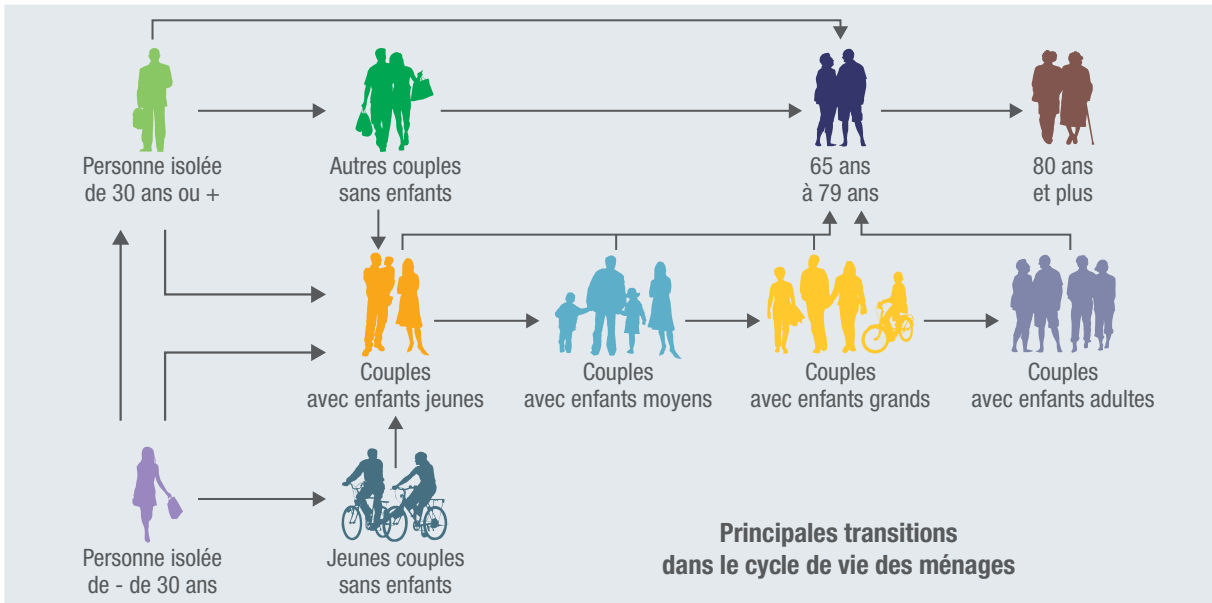 Personne isolée
de 30 ans ou +
Autres couples
sans enfants
65 ans
à 79 ans
80 ans
et plus
Couples
avec enfants jeunes
Couples
avec enfants moyens
Couples
avec enfants grands
Couples
avec enfants adultes
Personne isolée
de - de 30 ans
Jeunes couples
sans enfants
Principales transitions
dans le cycle de vie des ménages